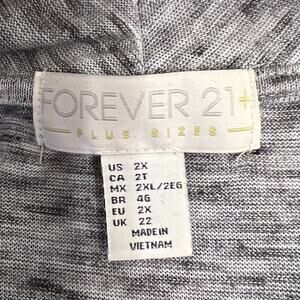 FOREVER 21+
PLUS SIZES
US 2X
CA 2T
MX 2XL/2EG
BR 4G
EU 2X
UK 22
MADE IN
VIETNAM